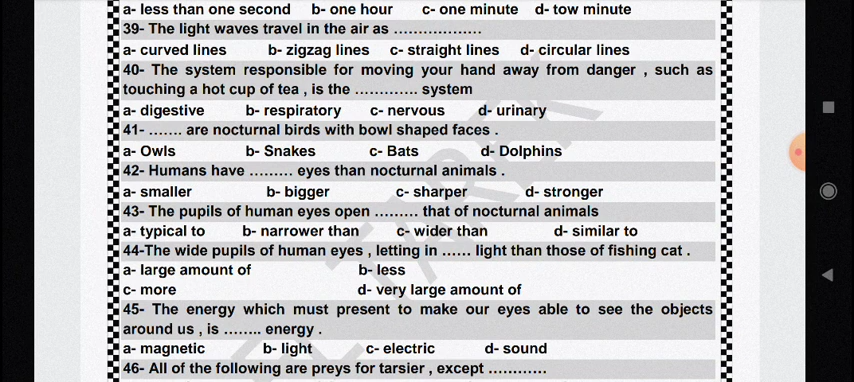 a- less than one second b- one hour c- one minute d- tow minute
39- The light waves travel in the air as ………………
a- curved lines b- zigzag lines c- straight lines d- circular lines
40- The system responsible for moving your hand away from danger , such as
touching a hot cup of tea , is the …………. system
a- digestive b- respiratory c- nervous d- urinary
41- ……. are nocturnal birds with bowl shaped faces .
a- Owls b- Snakes c- Bats d- Dolphins
42- Humans have ……… eyes than nocturnal animals .
a- smaller b- bigger c- sharper d- stronger
43- The pupils of human eyes open ……… that of nocturnal animals
a- typical to b- narrower than c- wider than d- similar to
44-The wide pupils of human eyes , letting in …… light than those of fishing cat .
a- large amount of b- less
c- more d- very large amount of
45- The energy which must present to make our eyes able to see the objects
around us , is …….. energy .
a- magnetic b- light c- electric d- sound
46- All of the following are preys for tarsier , except …………